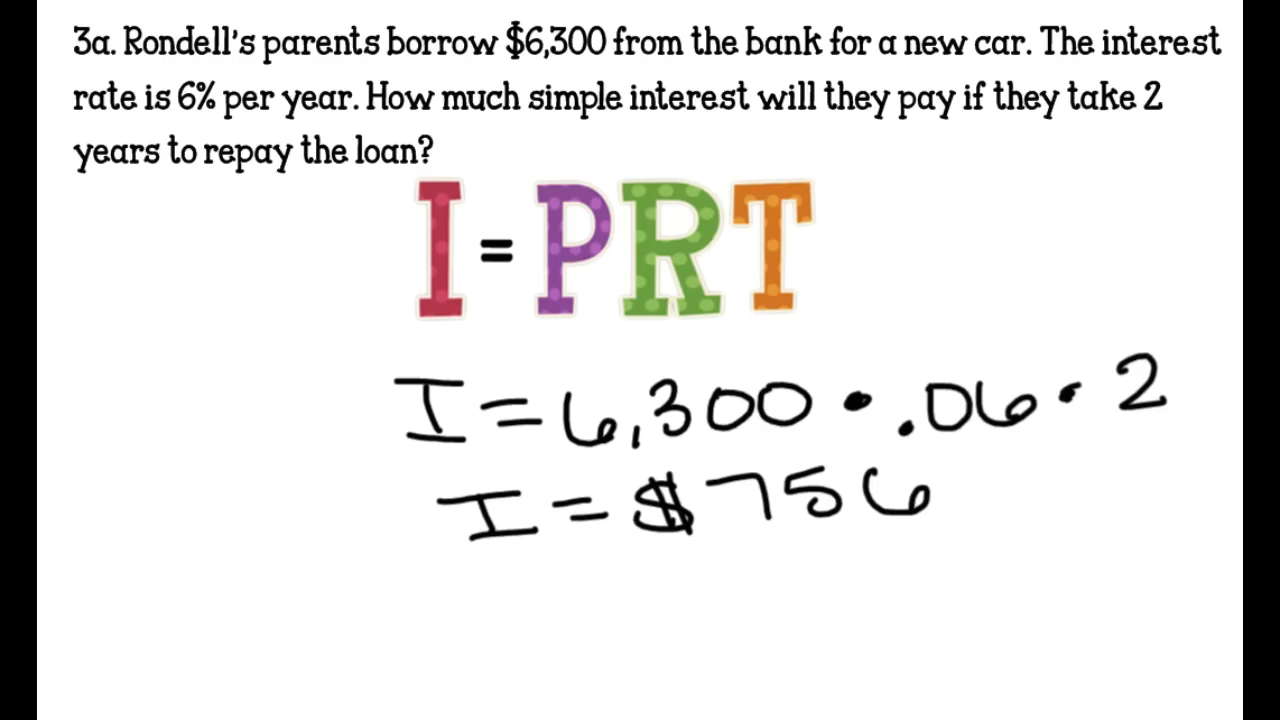 3a. Rondell's parents borrow $6,300 from the bank for a new car. The interest
rate is 6% per year. How much simple interest will they pay if they take 2
years to repay the loan?
I = PRT
I = 6,300 • .06 • 2
I = $756